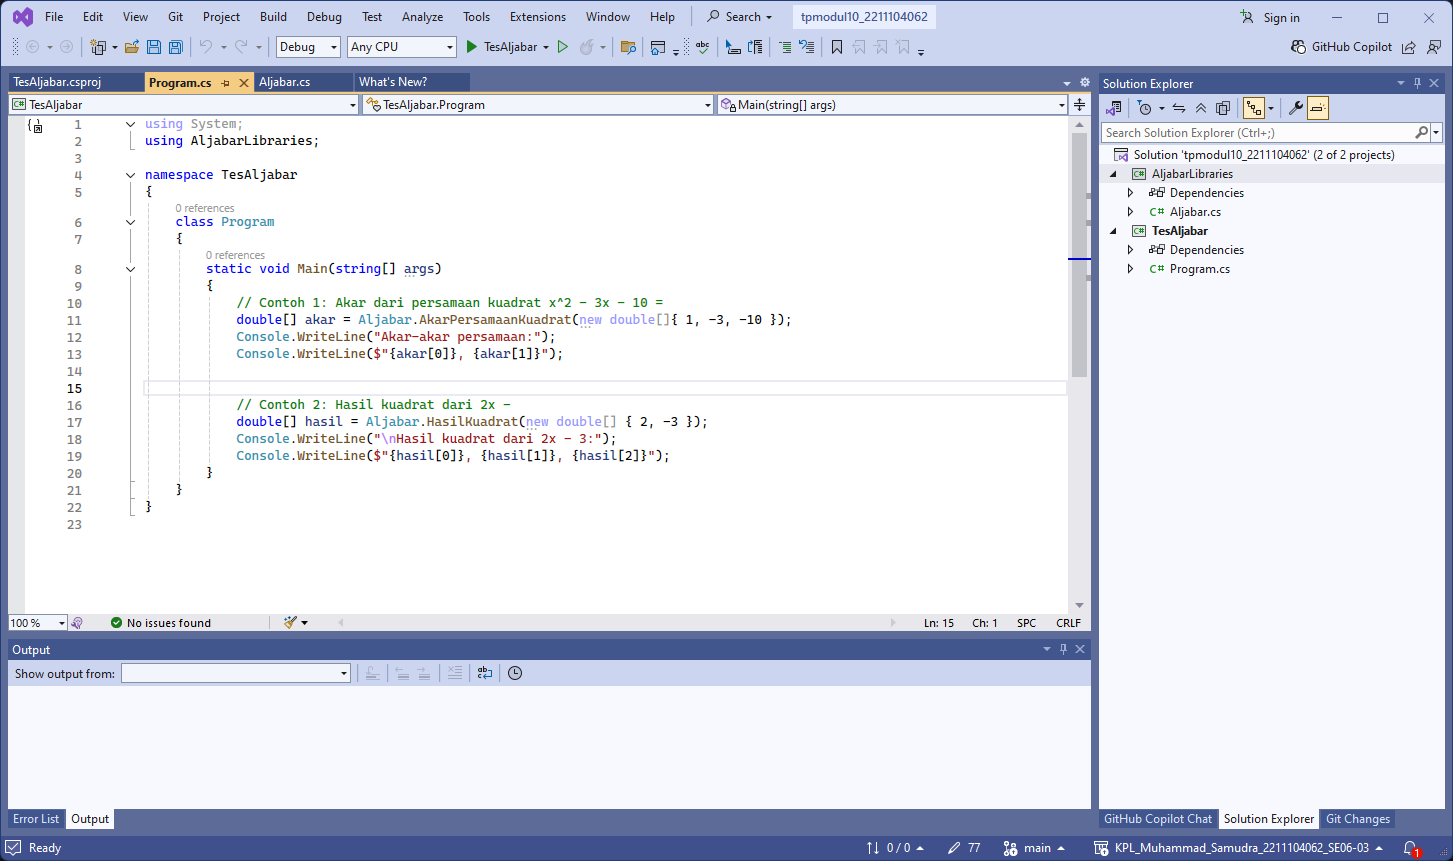 File Edit View Git Project Build Debug Test Analyze Tools Extensions Window Help Search tpmodul10_2211104062 Sign in
Debug Any CPU TesAljabar GitHub Copilot
TesAljabar.csproj Program.cs Aljabar.cs What's New?
TesAljabar TesAljabar.Program Main(string[] args)
1 using System;
2 using AljabarLibraries;
3
4 namespace TesAljabar
5 {
0 references
6 class Program
7 {
0 references
8 static void Main(string[] args)
9 {
10 // Contoh 1: Akar dari persamaan kuadrat x^2 - 3x - 10 =
11 double[] akar = Aljabar.AkarPersamaanKuadrat(new double[]{ 1, -3, -10 });
12 Console.WriteLine("Akar-akar persamaan:");
13 Console.WriteLine($"{akar[0]}, {akar[1]}");
14
15
16 // Contoh 2: Hasil kuadrat dari 2x -
17 double[] hasil = Aljabar.HasilKuadrat(new double[] { 2, -3 });
18 Console.WriteLine("\nHasil kuadrat dari 2x - 3:");
19 Console.WriteLine($"{hasil[0]}, {hasil[1]}, {hasil[2]}");
20 }
21 }
22 }
23
100 % No issues found Ln: 15 Ch: 1 SPC CRLF
Output
Show output from:
Error List Output
Solution Explorer
Search Solution Explorer (Ctrl+;)
Solution 'tpmodul10_2211104062' (2 of 2 projects)
C# AljabarLibraries
Dependencies
C# Aljabar.cs
C# TesAljabar
Dependencies
C# Program.cs
GitHub Copilot Chat Solution Explorer Git Changes
Ready 0 / 0 77 main KPL_Muhammad_Samudra_2211104062_SE06-03 1